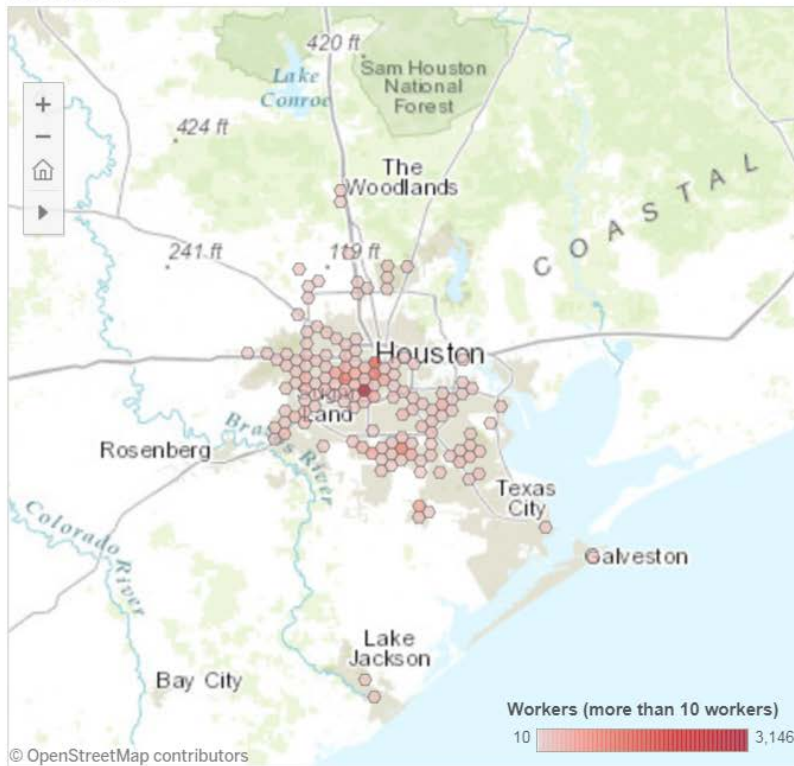 420 ft
Lake
Conroe
Sam Houston
National
Forest
424 ft
The
Woodlands
COASTAL
241 ft
119 ft
Houston
Land
Brazos River
Rosenberg
Texas
City
Colorado
River
Galveston
Lake
Jackson
Bay City
Workers (more than 10 workers)
10
3,146
© OpenStreetMap contributors